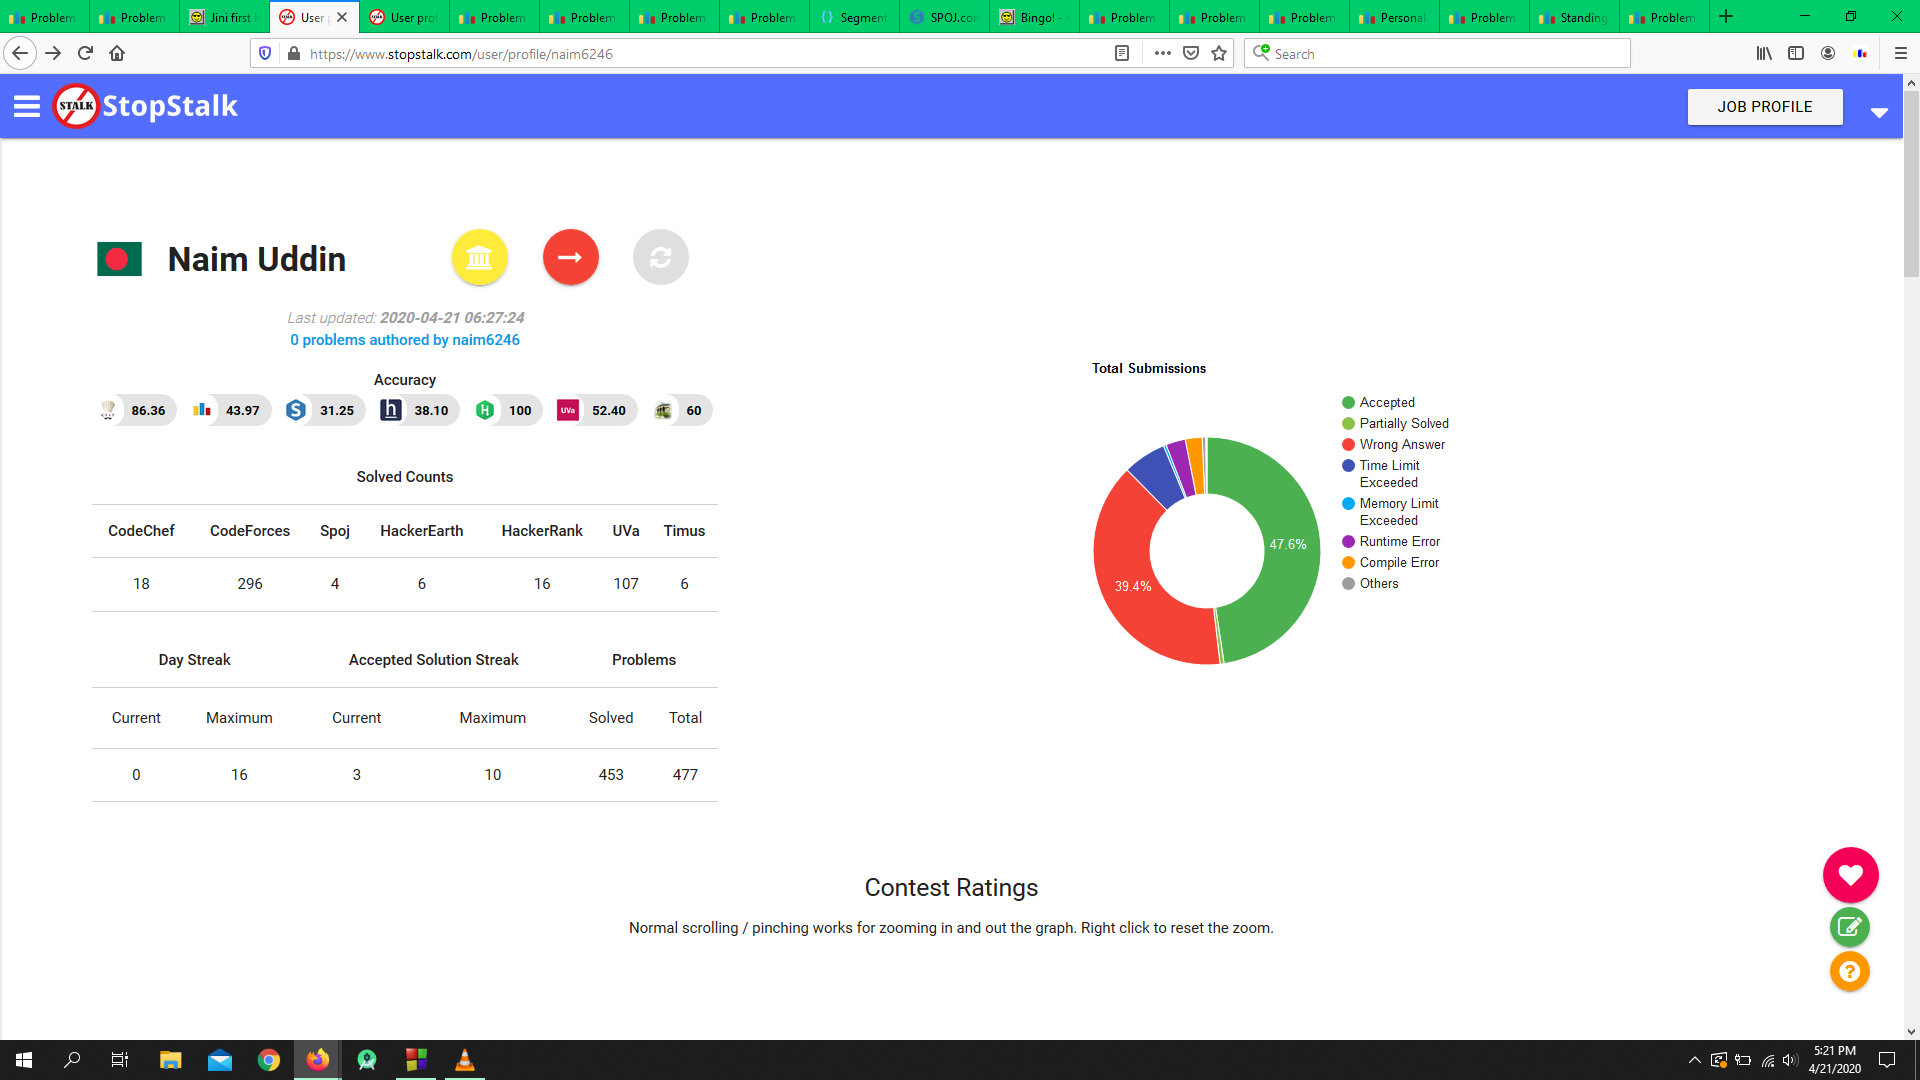 Problem Problem Jini first User p User prof Problem Problem Problem Problem Segment SPOJ.com Bingo! - Problem Problem Problem Personal Problem Standing Problem
https://www.stopstalk.com/user/profile/naim6246 Search
STALK StopStalk JOB PROFILE
Naim Uddin
Last updated: 2020-04-21 06:27:24
0 problems authored by naim6246
Accuracy
86.36 43.97 S 31.25 h 38.10 H 100 UVa 52.40 60
Solved Counts
CodeChef CodeForces Spoj HackerEarth HackerRank UVa Timus
18 296 4 6 16 107 6
Day Streak Accepted Solution Streak Problems
Current Maximum Current Maximum Solved Total
0 16 3 10 453 477
Total Submissions
47.6%
39.4%
Accepted
Partially Solved
Wrong Answer
Time Limit
Exceeded
Memory Limit
Exceeded
Runtime Error
Compile Error
Others
Contest Ratings
Normal scrolling / pinching works for zooming in and out the graph. Right click to reset the zoom.
5:21 PM
4/21/2020